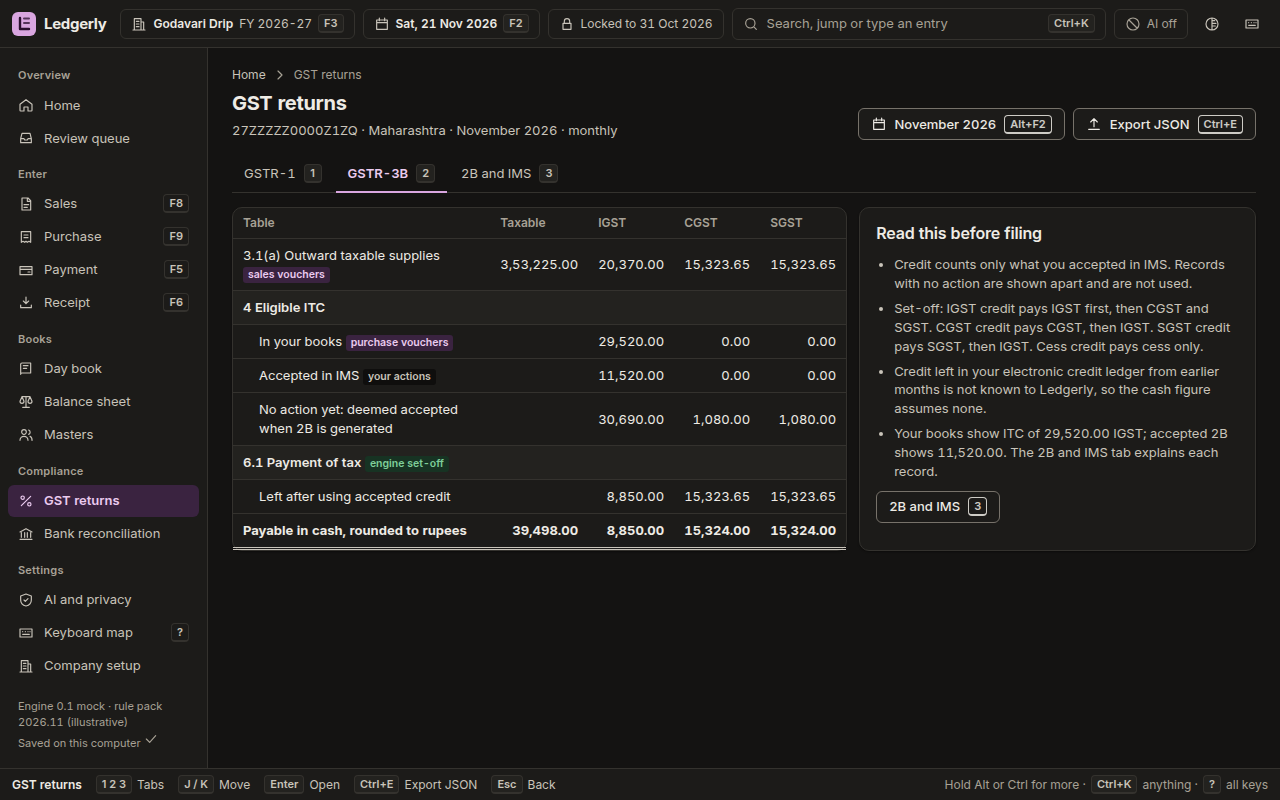 Ledgerly
Godavari Drip FY 2026-27 F3
Sat, 21 Nov 2026 F2
Locked to 31 Oct 2026
Search, jump or type an entry Ctrl+K
AI off
Overview
Home
Review queue
Enter
Sales F8
Purchase F9
Payment F5
Receipt F6
Books
Day book
Balance sheet
Masters
Compliance
GST returns
Bank reconciliation
Settings
AI and privacy
Keyboard map ?
Company setup
Engine 0.1 mock · rule pack
2026.11 (illustrative)
Saved on this computer
Home > GST returns
GST returns
27ZZZZZ0000Z1ZQ · Maharashtra · November 2026 · monthly
November 2026 Alt+F2
Export JSON Ctrl+E
GSTR-1 1 GSTR-3B 2 2B and IMS 3
Table Taxable IGST CGST SGST
3.1(a) Outward taxable supplies
sales vouchers
3,53,225.00 20,370.00 15,323.65 15,323.65
4 Eligible ITC
In your books purchase vouchers 29,520.00 0.00 0.00
Accepted in IMS your actions 11,520.00 0.00 0.00
No action yet: deemed accepted
when 2B is generated
30,690.00 1,080.00 1,080.00
6.1 Payment of tax engine set-off
Left after using accepted credit 8,850.00 15,323.65 15,323.65
Payable in cash, rounded to rupees 39,498.00 8,850.00 15,324.00 15,324.00
Read this before filing
• Credit counts only what you accepted in IMS. Records
with no action are shown apart and are not used.
• Set-off: IGST credit pays IGST first, then CGST and
SGST. CGST credit pays CGST, then IGST. SGST credit
pays SGST, then IGST. Cess credit pays cess only.
• Credit left in your electronic credit ledger from earlier
months is not known to Ledgerly, so the cash figure
assumes none.
• Your books show ITC of 29,520.00 IGST; accepted 2B
shows 11,520.00. The 2B and IMS tab explains each
record.
2B and IMS 3
GST returns 1 2 3 Tabs J / K Move Enter Open Ctrl+E Export JSON Esc Back
Hold Alt or Ctrl for more · Ctrl+K anything · ? all keys